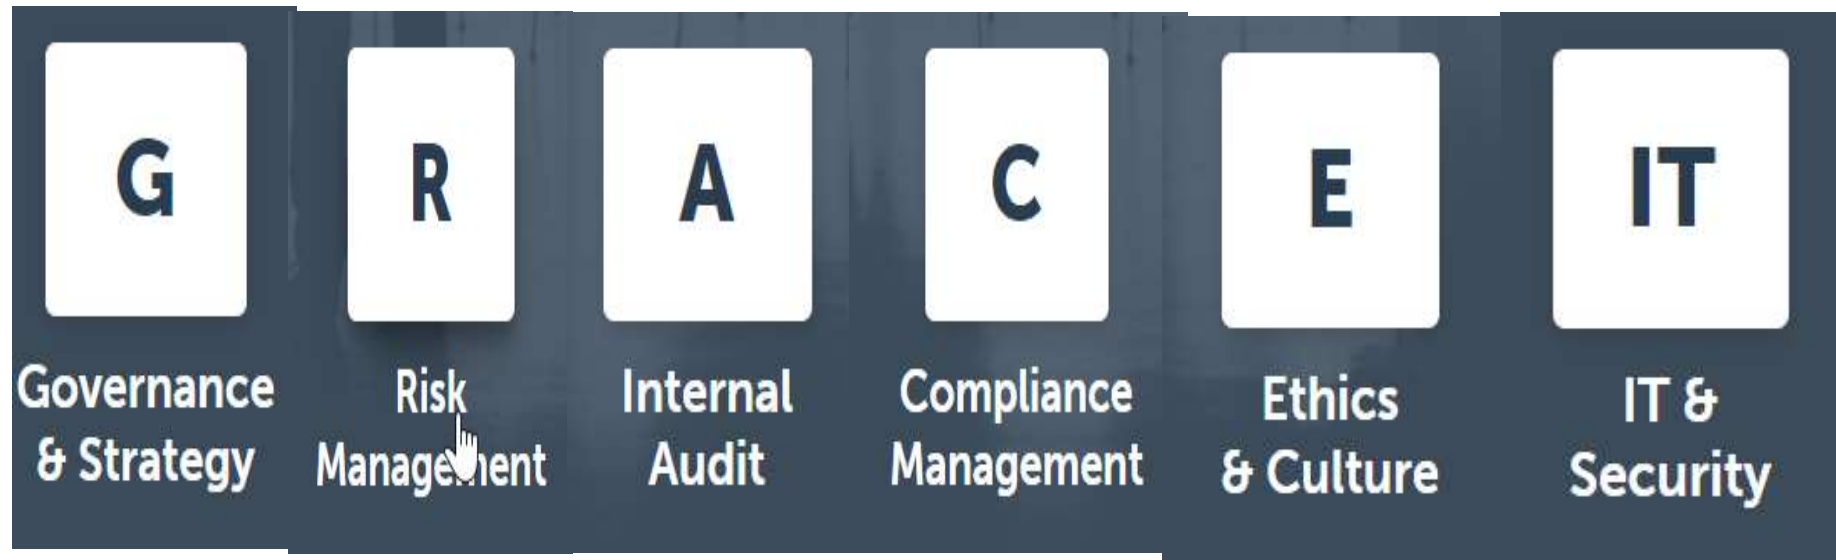 G
R
A
C
E
IT
Governance
& Strategy
Risk
Management
Internal
Audit
Compliance
Management
Ethics
& Culture
IT &
Security